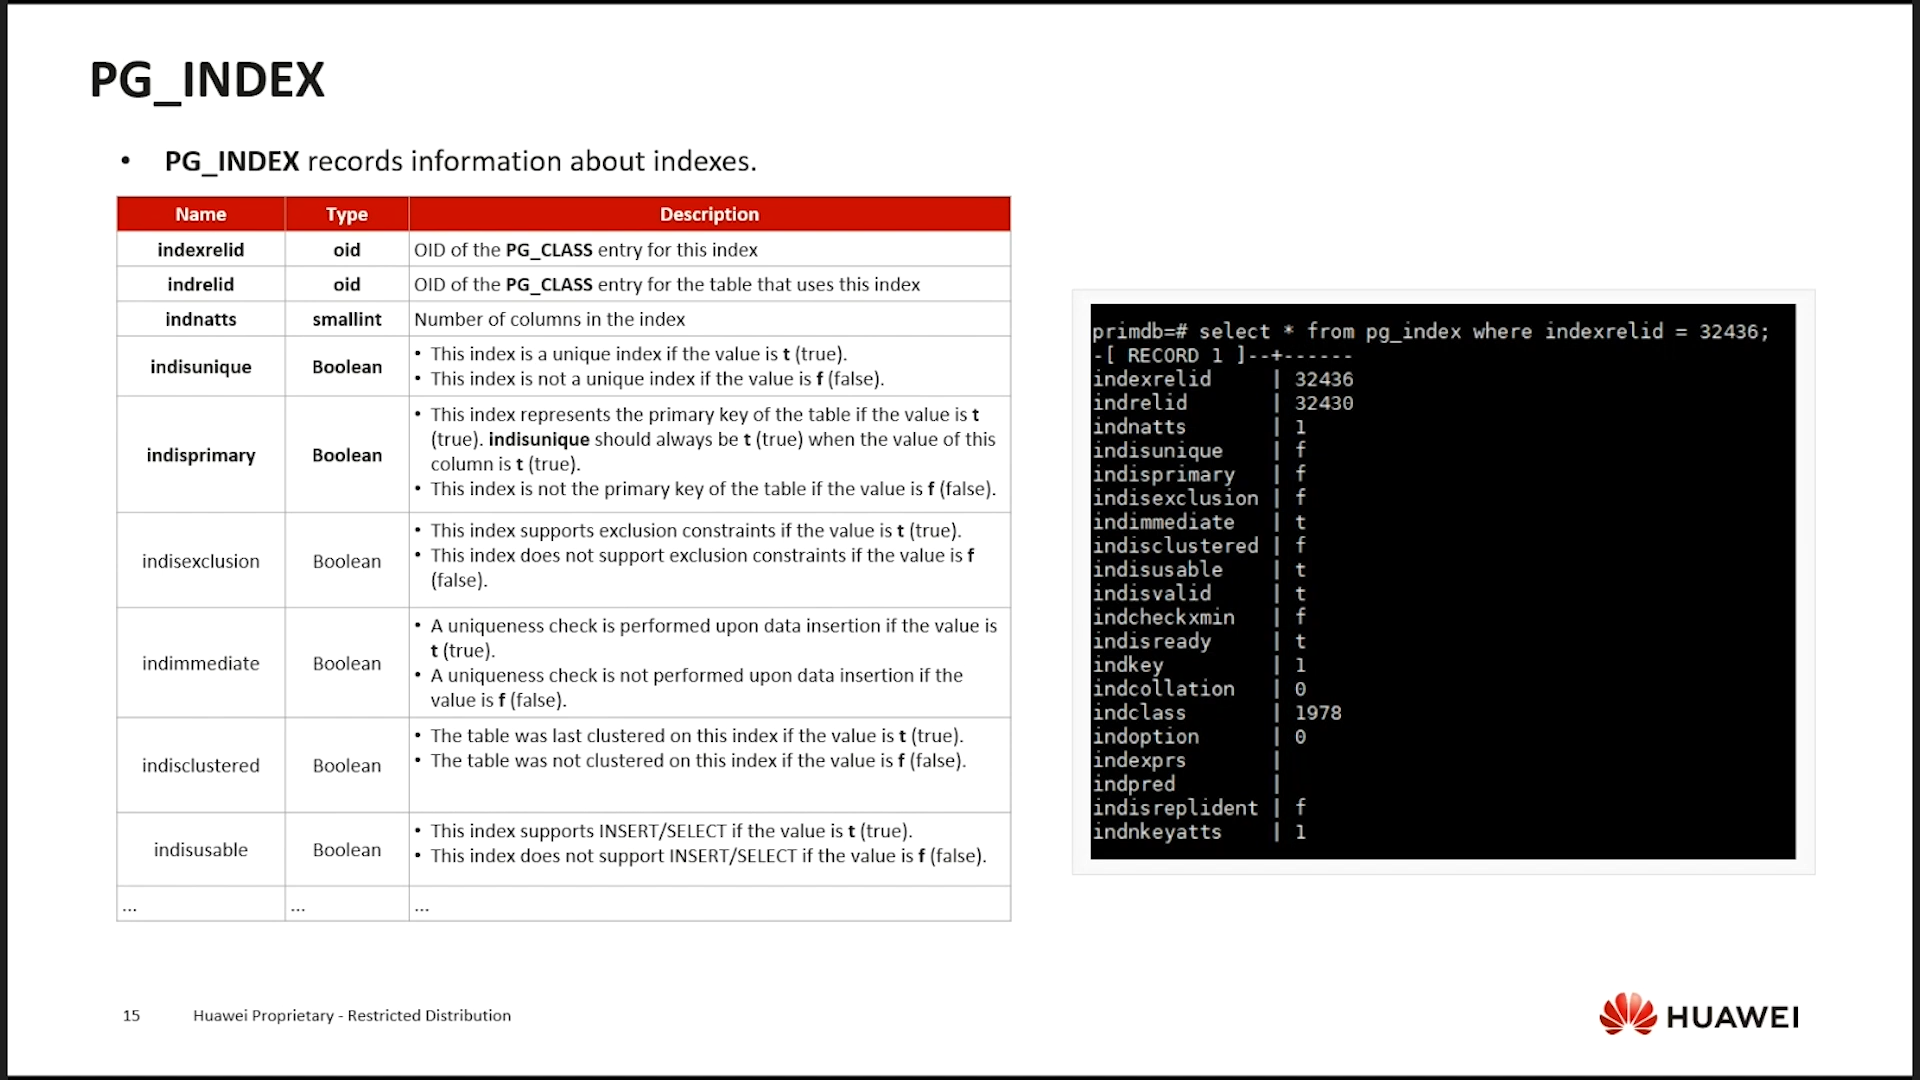 PG_INDEX
• PG_INDEX records information about indexes.
Name Type Description
indexrelid oid OID of the PG_CLASS entry for this index
indrelid oid OID of the PG_CLASS entry for the table that uses this index
indnatts smallint Number of columns in the index
indisunique Boolean
• This index is a unique index if the value is t (true).
• This index is not a unique index if the value is f (false).
indisprimary Boolean
• This index represents the primary key of the table if the value is t
(true). indisunique should always be t (true) when the value of this
column is t (true).
• This index is not the primary key of the table if the value is f (false).
indisexclusion Boolean
• This index supports exclusion constraints if the value is t (true).
• This index does not support exclusion constraints if the value is f
(false).
indimmediate Boolean
• A uniqueness check is performed upon data insertion if the value is
t (true).
• A uniqueness check is not performed upon data insertion if the
value is f (false).
indisclustered Boolean
• The table was last clustered on this index if the value is t (true).
• The table was not clustered on this index if the value is f (false).
indisusable Boolean
• This index supports INSERT/SELECT if the value is t (true).
• This index does not support INSERT/SELECT if the value is f (false).
... ... ...
primdb=# select * from pg_index where indexrelid = 32436;
-[ RECORD 1 ]--+------
indexrelid | 32436
indrelid | 32430
indnatts | 1
indisunique | f
indisprimary | f
indisexclusion | f
indimmediate | t
indisclustered | f
indisusable | t
indisvalid | t
indcheckxmin | f
indisready | t
indkey | 1
indcollation | 0
indclass | 1978
indoption | 0
indexprs |
indpred |
indisreplident | f
indnkeyatts | 1
15 Huawei Proprietary - Restricted Distribution
HUAWEI